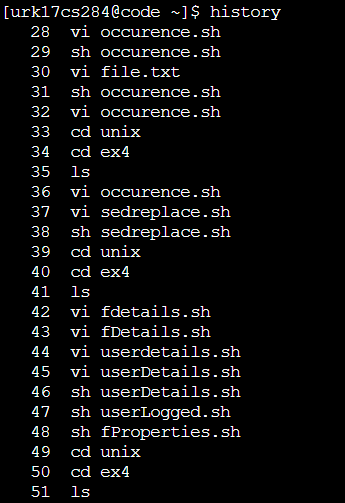 [urk17cs284@code ~]$ history
28 vi occurence.sh
29 sh occurence.sh
30 vi file.txt
31 sh occurence.sh
32 vi occurence.sh
33 cd unix
34 cd ex4
35 ls
36 vi occurence.sh
37 vi sedreplace.sh
38 sh sedreplace.sh
39 cd unix
40 cd ex4
41 ls
42 vi fdetails.sh
43 vi fDetails.sh
44 vi userdetails.sh
45 vi userDetails.sh
46 sh userDetails.sh
47 sh userLogged.sh
48 sh fProperties.sh
49 cd unix
50 cd ex4
51 ls